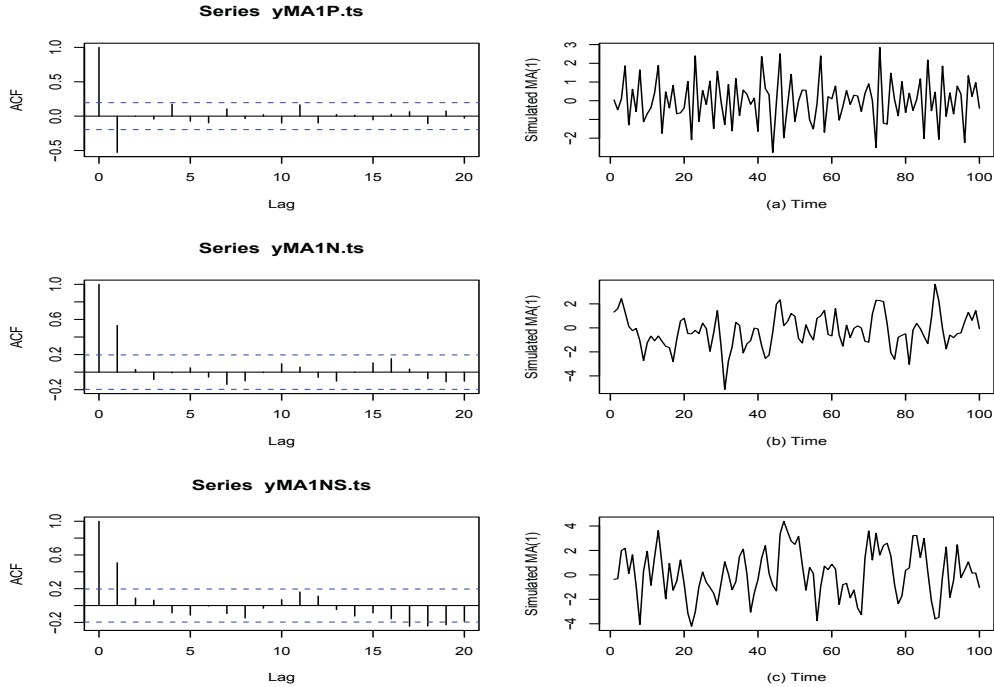 Series yMA1P.ts
ACF
1.0
0.5
0.0
−0.5
0 5 10 15 20
Lag
Simulated MA(1)
3
2
1
0
−2
0 20 40 60 80 100
(a) Time
Series yMA1N.ts
ACF
1.0
0.6
0.2
−0.2
0 5 10 15 20
Lag
Simulated MA(1)
2
0
−2
−4
0 20 40 60 80 100
(b) Time
Series yMA1NS.ts
ACF
1.0
0.6
0.2
−0.2
0 5 10 15 20
Lag
Simulated MA(1)
4
2
0
−2
−4
0 20 40 60 80 100
(c) Time